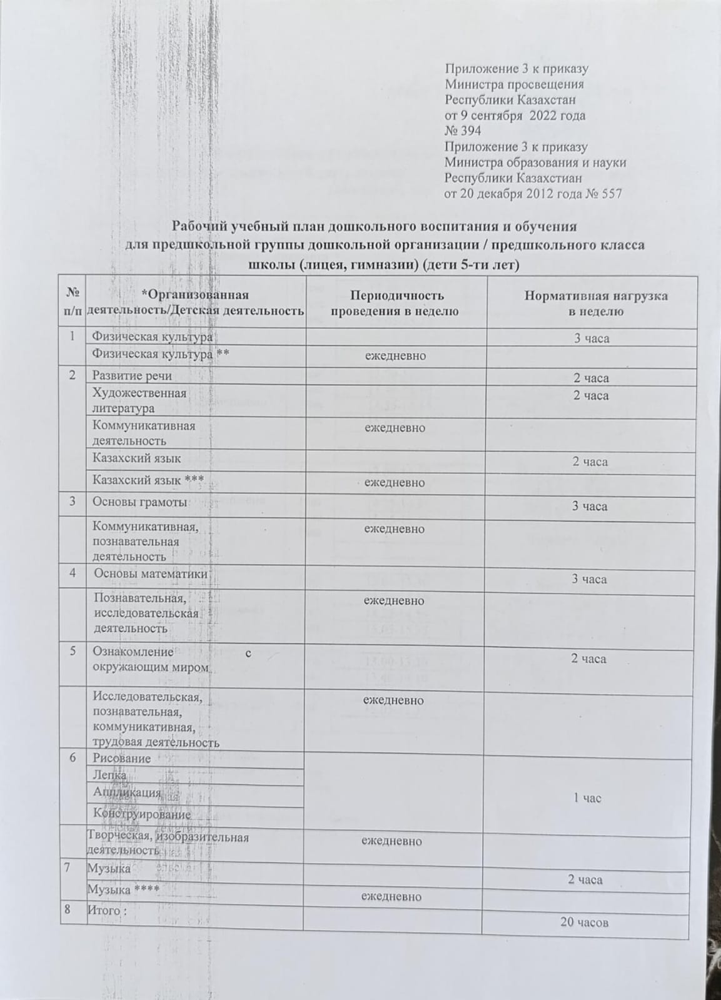 Приложение 3 к приказу
Министра просвещения
Республики Казахстан
от 9 сентября 2022 года
№ 394
Приложение 3 к приказу
Министра образования и науки
Республики Казахстиан
от 20 декабря 2012 года № 557
Рабочий учебный план дошкольного воспитания и обучения
для предшкольной группы дошкольной организации / предшкольного класса
школы (лицея, гимназии) (дети 5-ти лет)
№ п/п *Организованная деятельность/Детская деятельность Периодичность проведения в неделю Нормативная нагрузка в неделю
1 Физическая культура 3 часа
Физическая культура ** ежедневно
2 Развитие речи 2 часа
Художественная 2 часа
литература
Коммуникативная ежедневно
деятельность
Казахский язык 2 часа
Казахский язык *** ежедневно
3 Основы грамоты 3 часа
Коммуникативная, ежедневно
познавательная
деятельность
4 Основы математики 3 часа
Познавательная, ежедневно
исследовательская
деятельность
5 Ознакомление с 2 часа
окружающим миром
Исследовательская, ежедневно
познавательная,
коммуникативная,
трудовая деятельность
6 Рисование
Лепка
Аппликация 1 час
Конструирование
Творческая, изобразительная ежедневно
деятельность
7 Музыка 2 часа
Музыка **** ежедневно
8 Итого : 20 часов